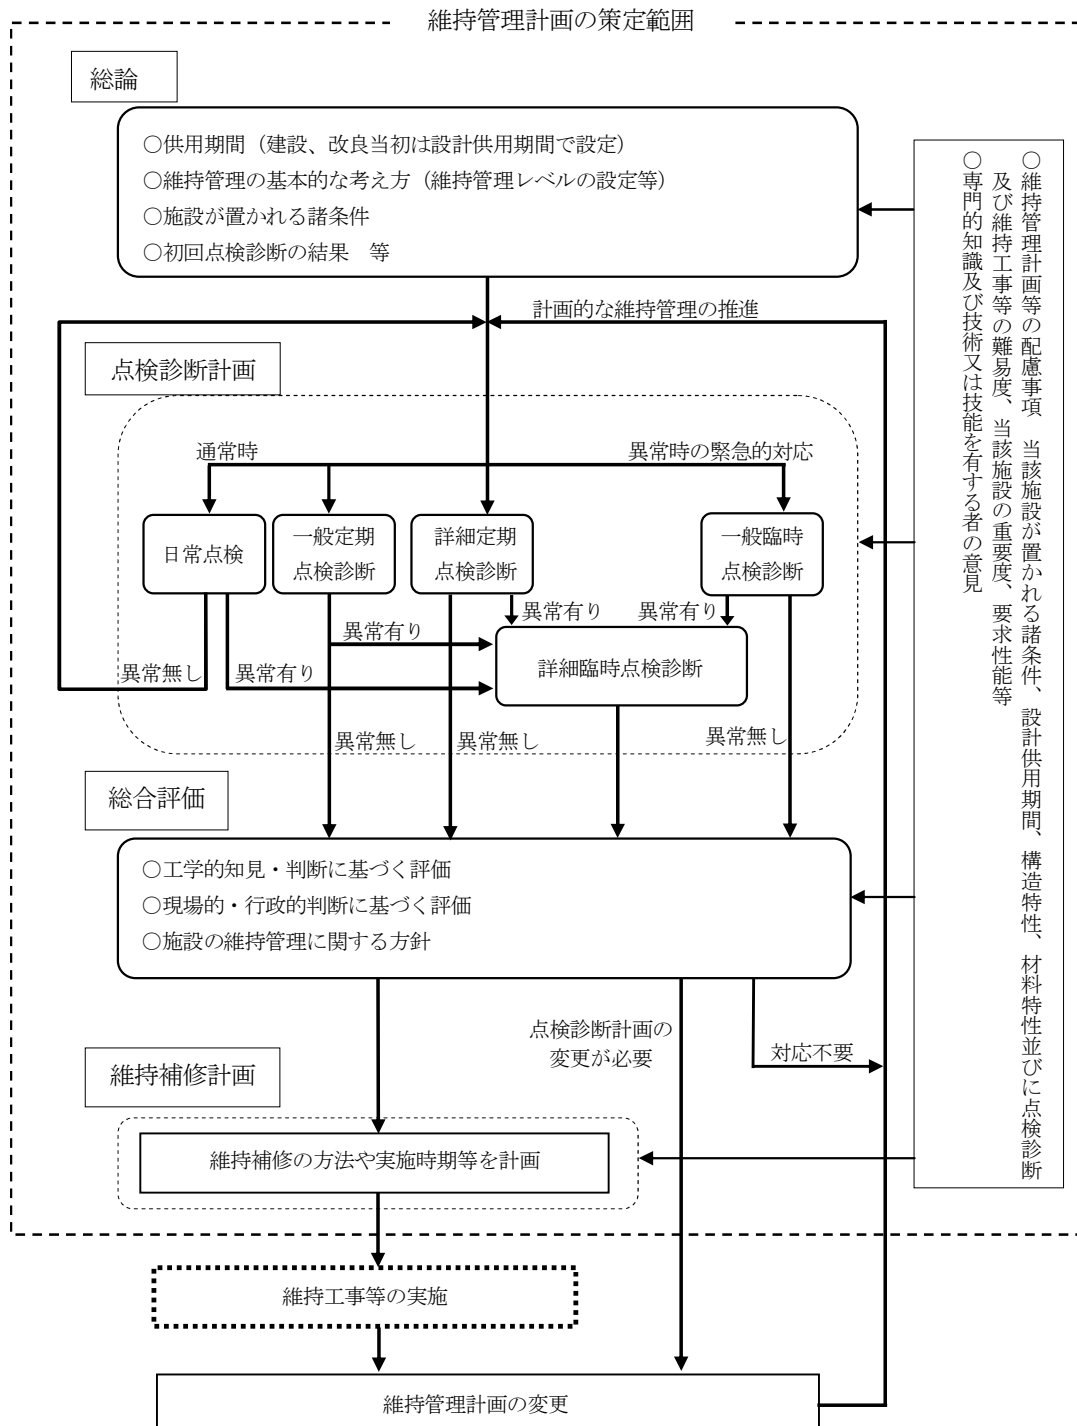 維持管理計画の策定範囲
総論
○供用期間（建設、改良当初は設計供用期間で設定）
○維持管理の基本的な考え方（維持管理レベルの設定等）
○施設が置かれる諸条件
○初回点検診断の結果　等
○維持管理計画等の配慮事項　当該施設が置かれる諸条件、設計供用期間、構造特性、材料特性並びに点検診断
及び維持工事等の難易度、当該施設の重要度、要求性能等
○専門的知識及び技術又は技能を有する者の意見
計画的な維持管理の推進
点検診断計画
通常時
異常時の緊急的対応
日常点検
一般定期
点検診断
詳細定期
点検診断
一般臨時
点検診断
異常有り
異常有り
異常有り
異常無し
異常有り
詳細臨時点検診断
異常無し
異常無し
異常無し
総合評価
○工学的知見・判断に基づく評価
○現場的・行政的判断に基づく評価
○施設の維持管理に関する方針
点検診断計画の
変更が必要
対応不要
維持補修計画
維持補修の方法や実施時期等を計画
維持工事等の実施
維持管理計画の変更